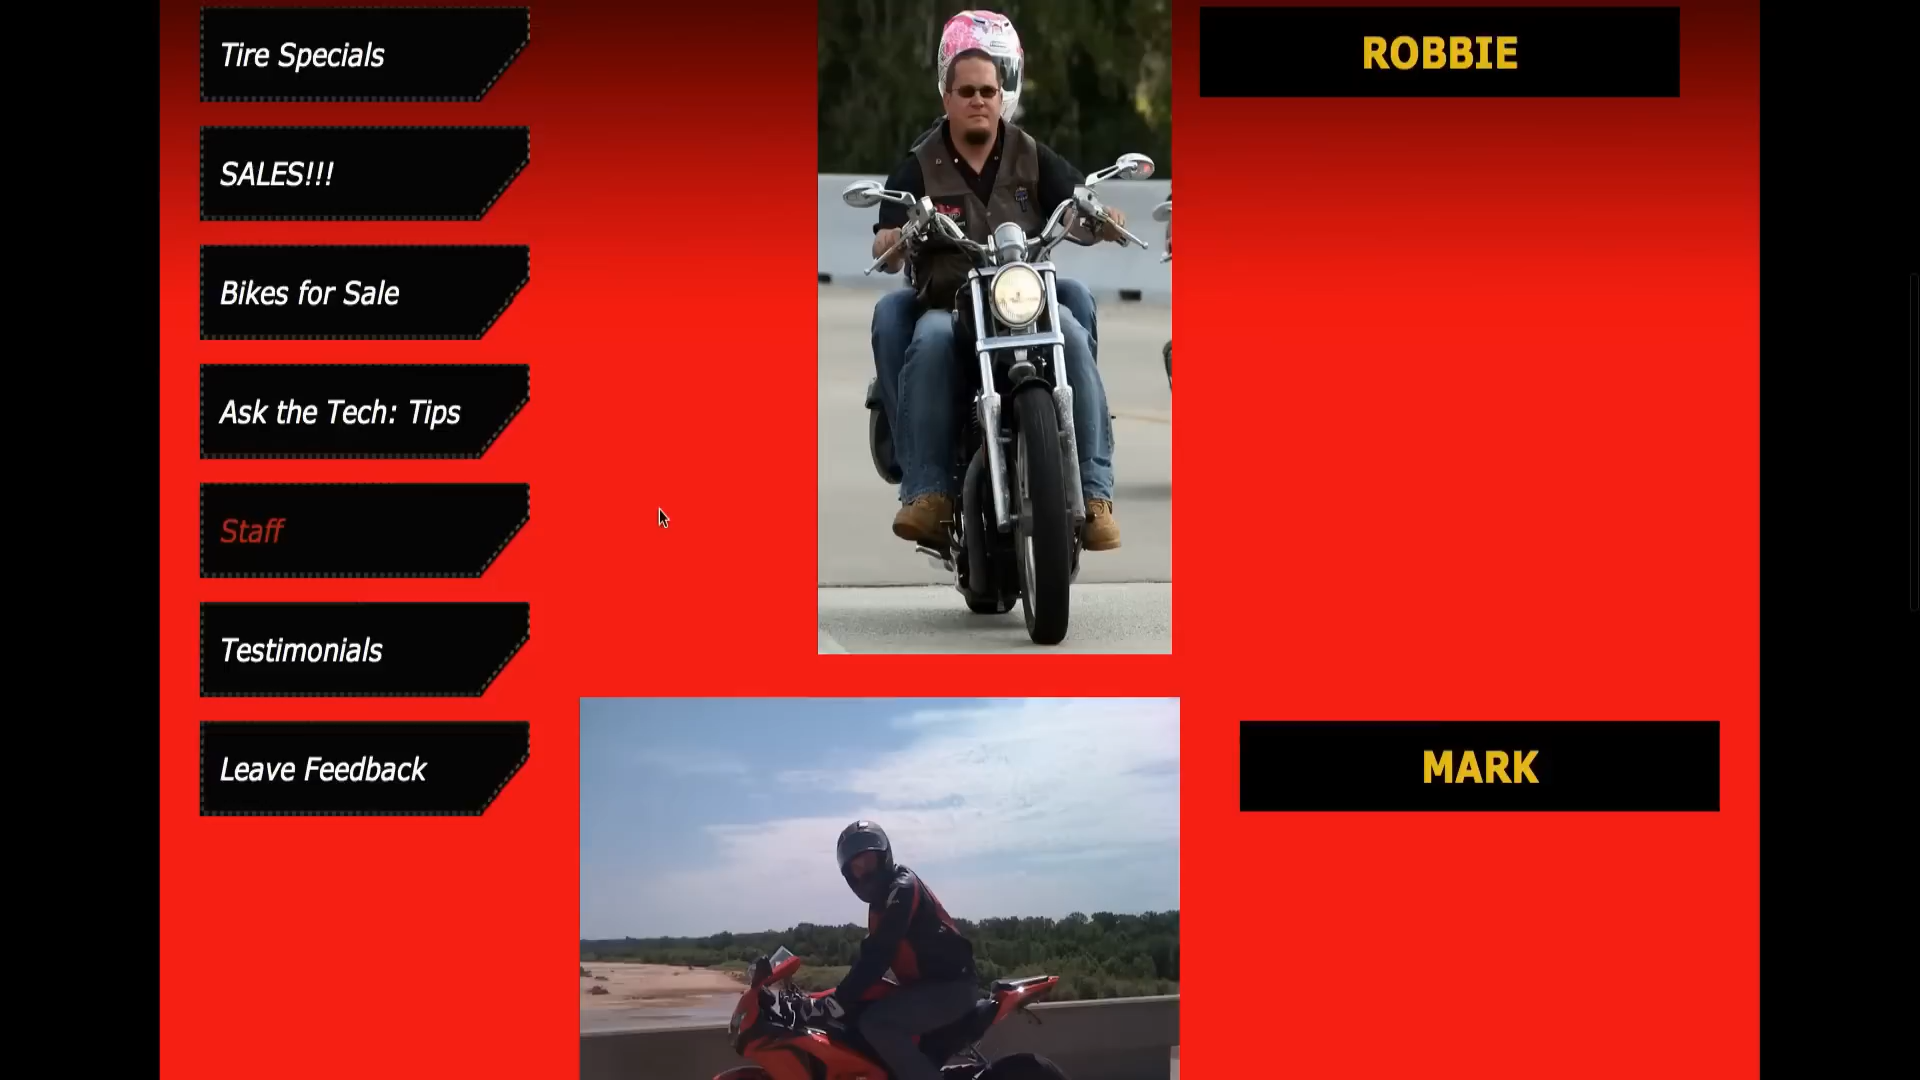 Tire Specials
SALES!!!
Bikes for Sale
Ask the Tech: Tips
Staff
Testimonials
Leave Feedback
ROBBIE
MARK